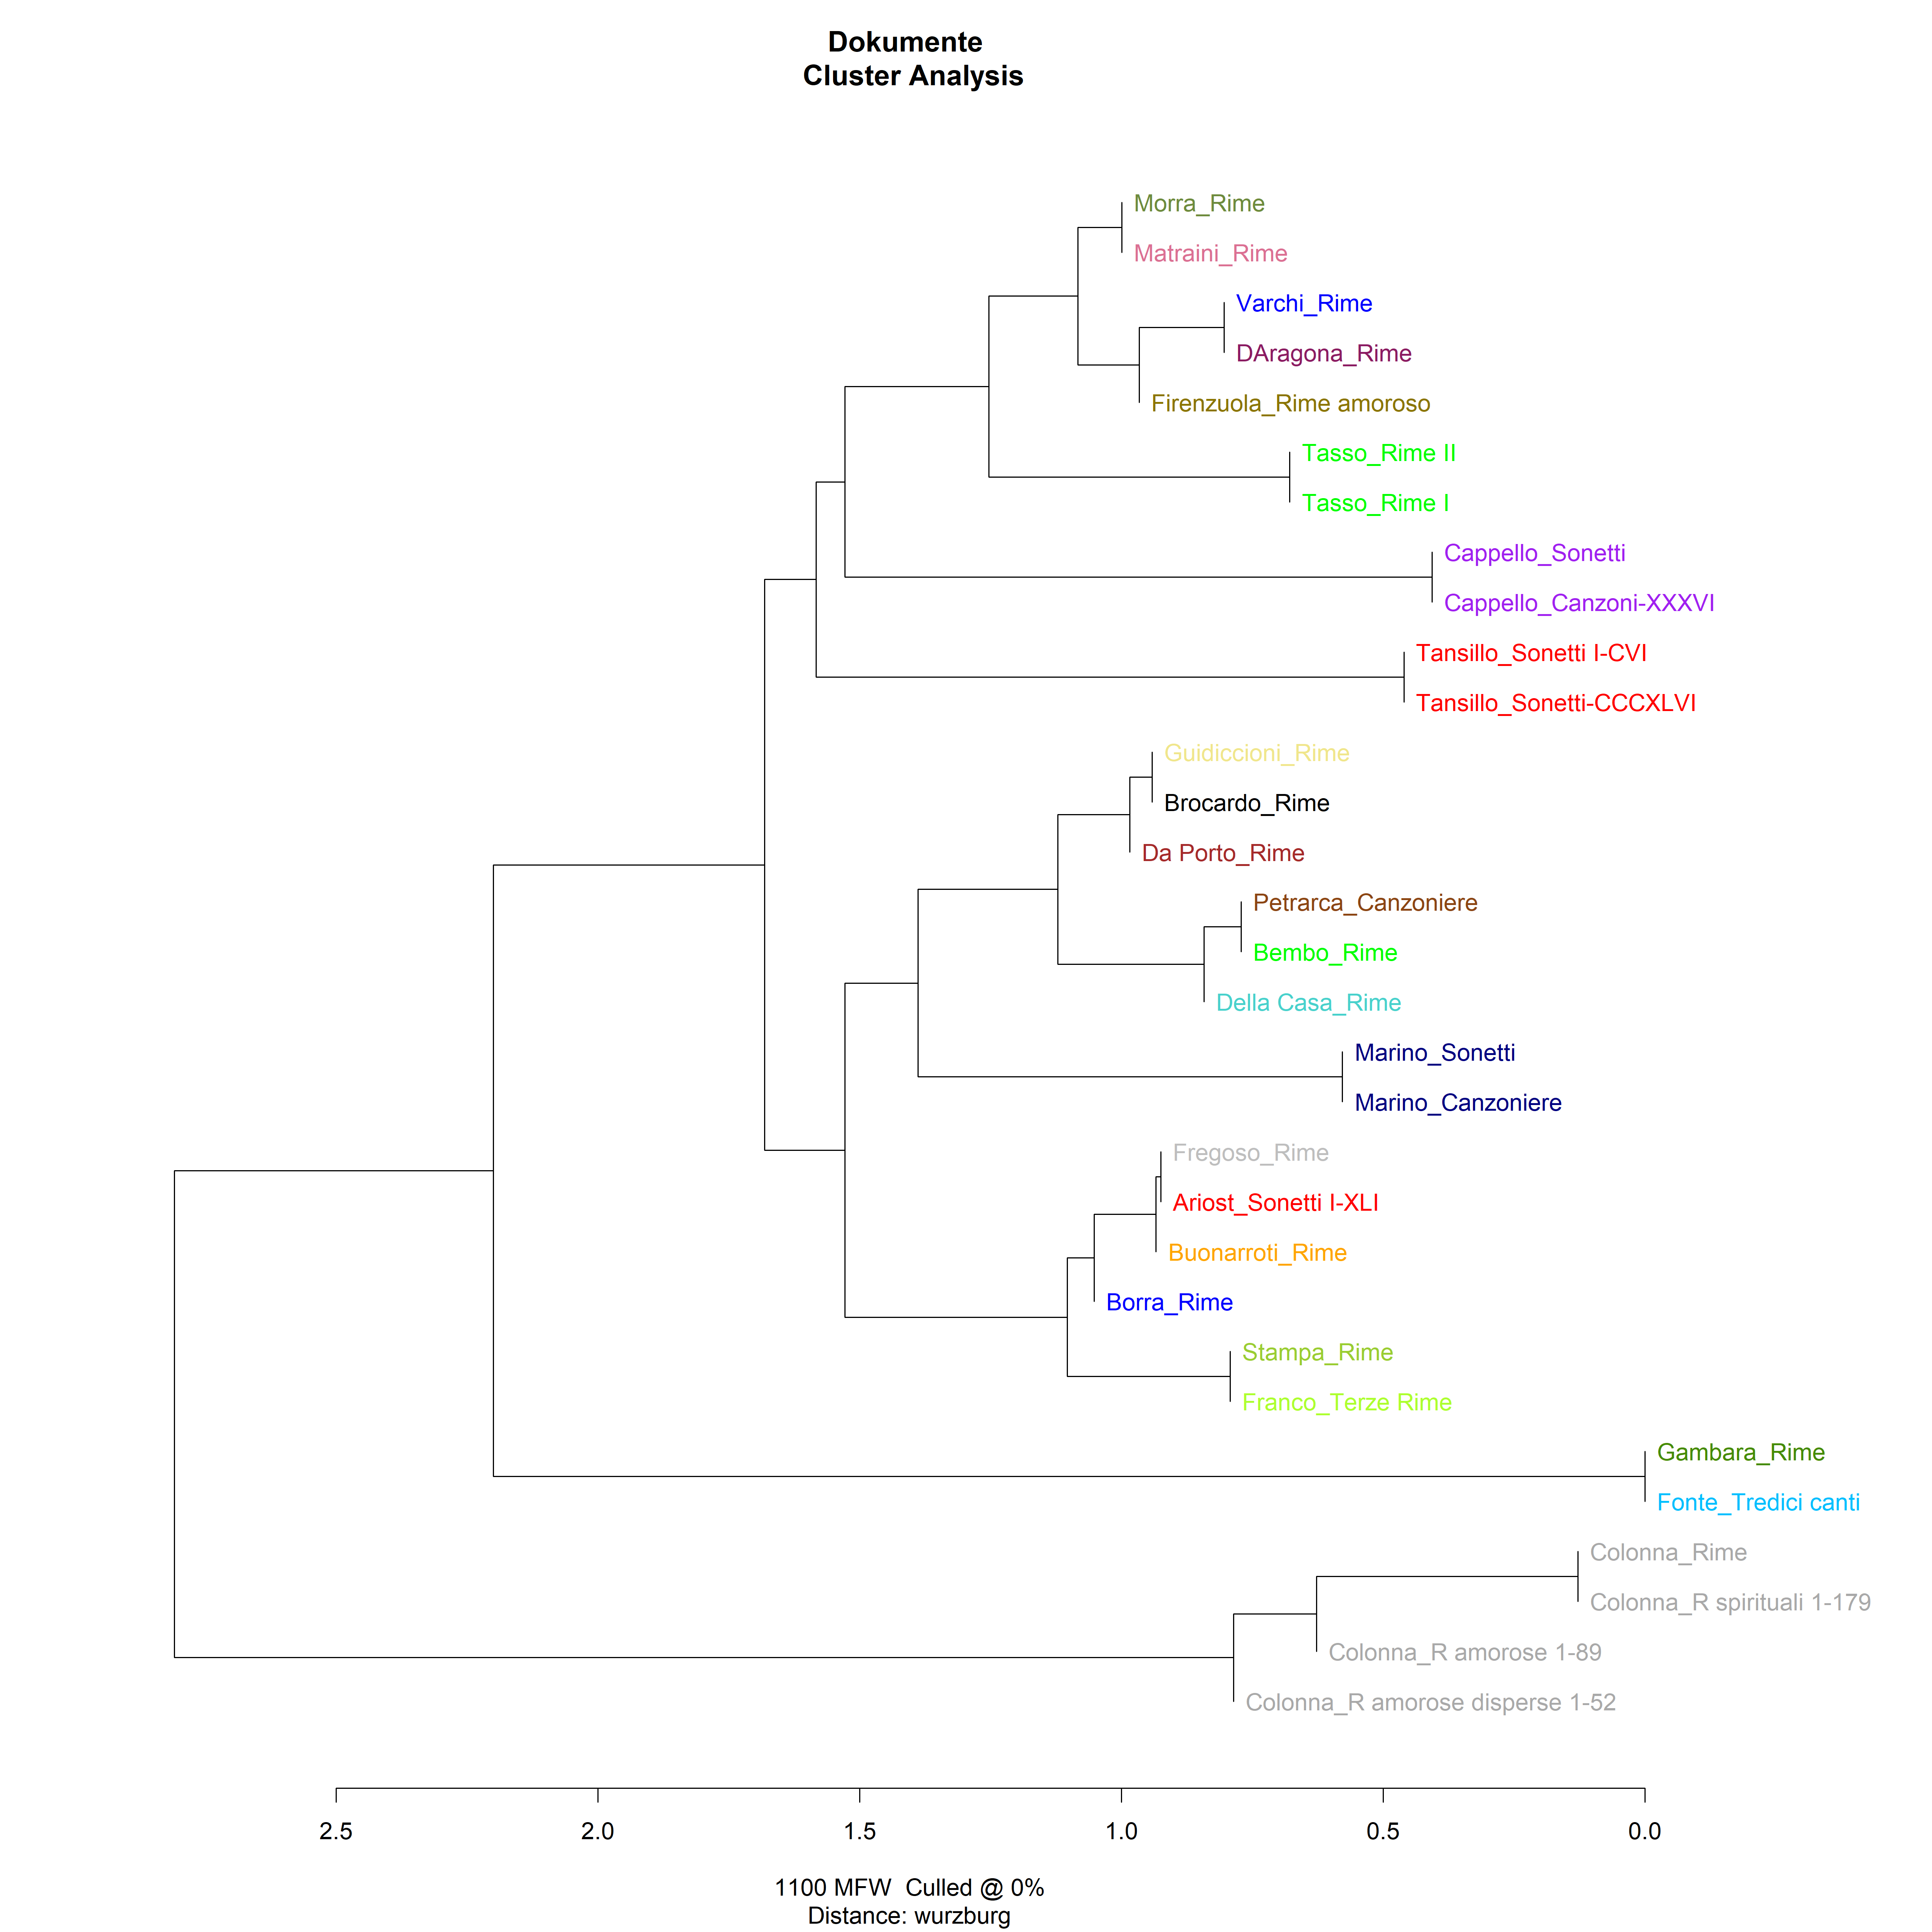 Dokumente
Cluster Analysis
Morra_Rime
Matraini_Rime
Varchi_Rime
DAragona_Rime
Firenzuola_Rime amoroso
Tasso_Rime II
Tasso_Rime I
Cappello_Sonetti
Cappello_Canzoni-XXXVI
Tansillo_Sonetti I-CVI
Tansillo_Sonetti-CCCXLVI
Guidiccioni_Rime
Brocardo_Rime
Da Porto_Rime
Petrarca_Canzoniere
Bembo_Rime
Della Casa_Rime
Marino_Sonetti
Marino_Canzoniere
Fregoso_Rime
Ariost_Sonetti I-XLI
Buonarroti_Rime
Borra_Rime
Stampa_Rime
Franco_Terze Rime
Gambara_Rime
Fonte_Tredici canti
Colonna_Rime
Colonna_R spirituali 1-179
Colonna_R amorose 1-89
Colonna_R amorose disperse 1-52
2.5 2.0 1.5 1.0 0.5 0.0
1100 MFW  Culled @ 0%
Distance: wurzburg